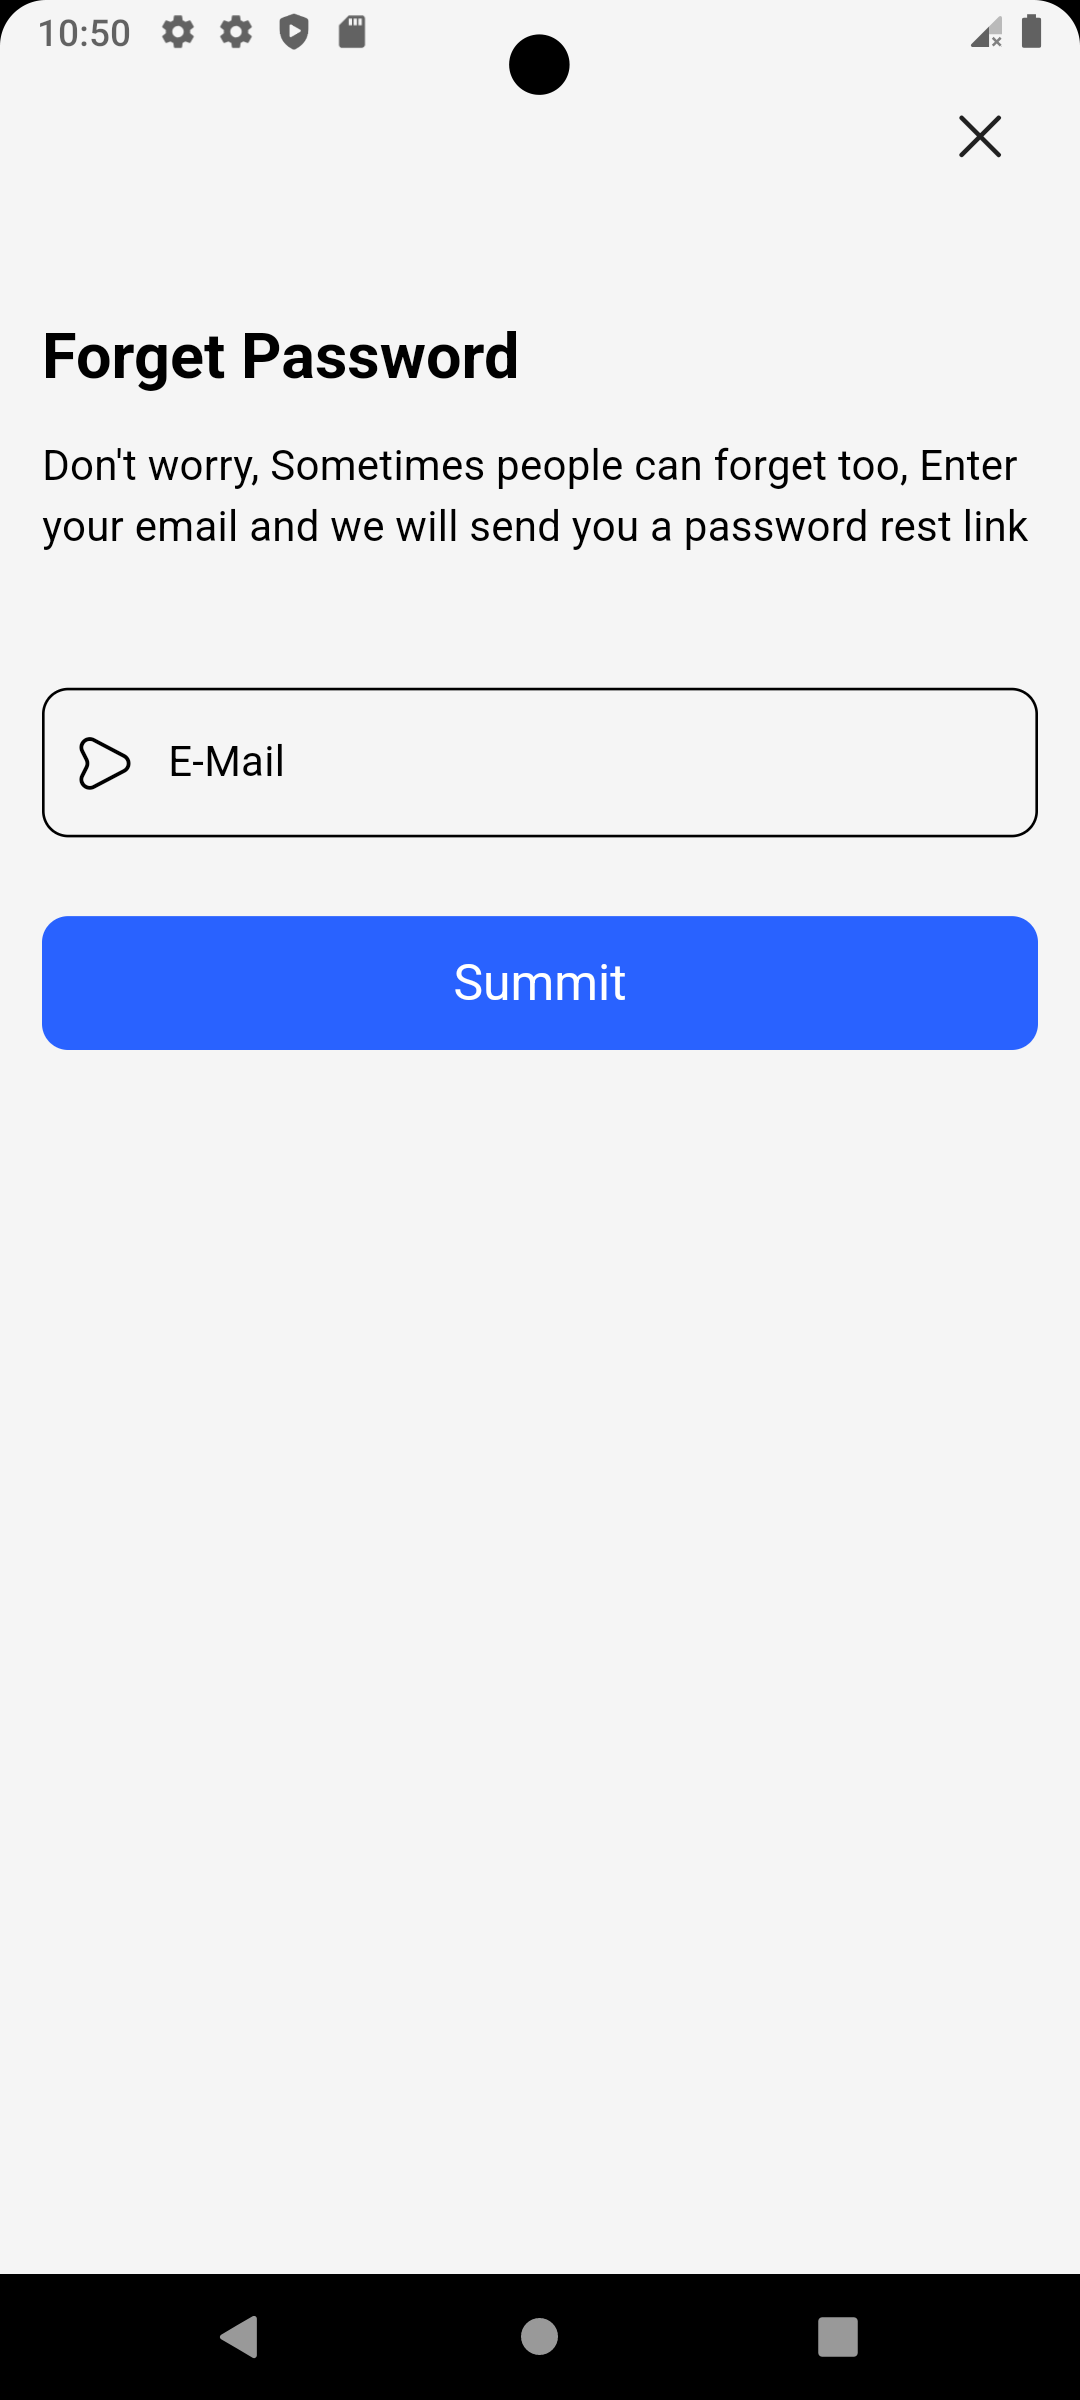 10:50
Forget Password
Don't worry, Sometimes people can forget too, Enter
your email and we will send you a password rest link
E-Mail
Summit